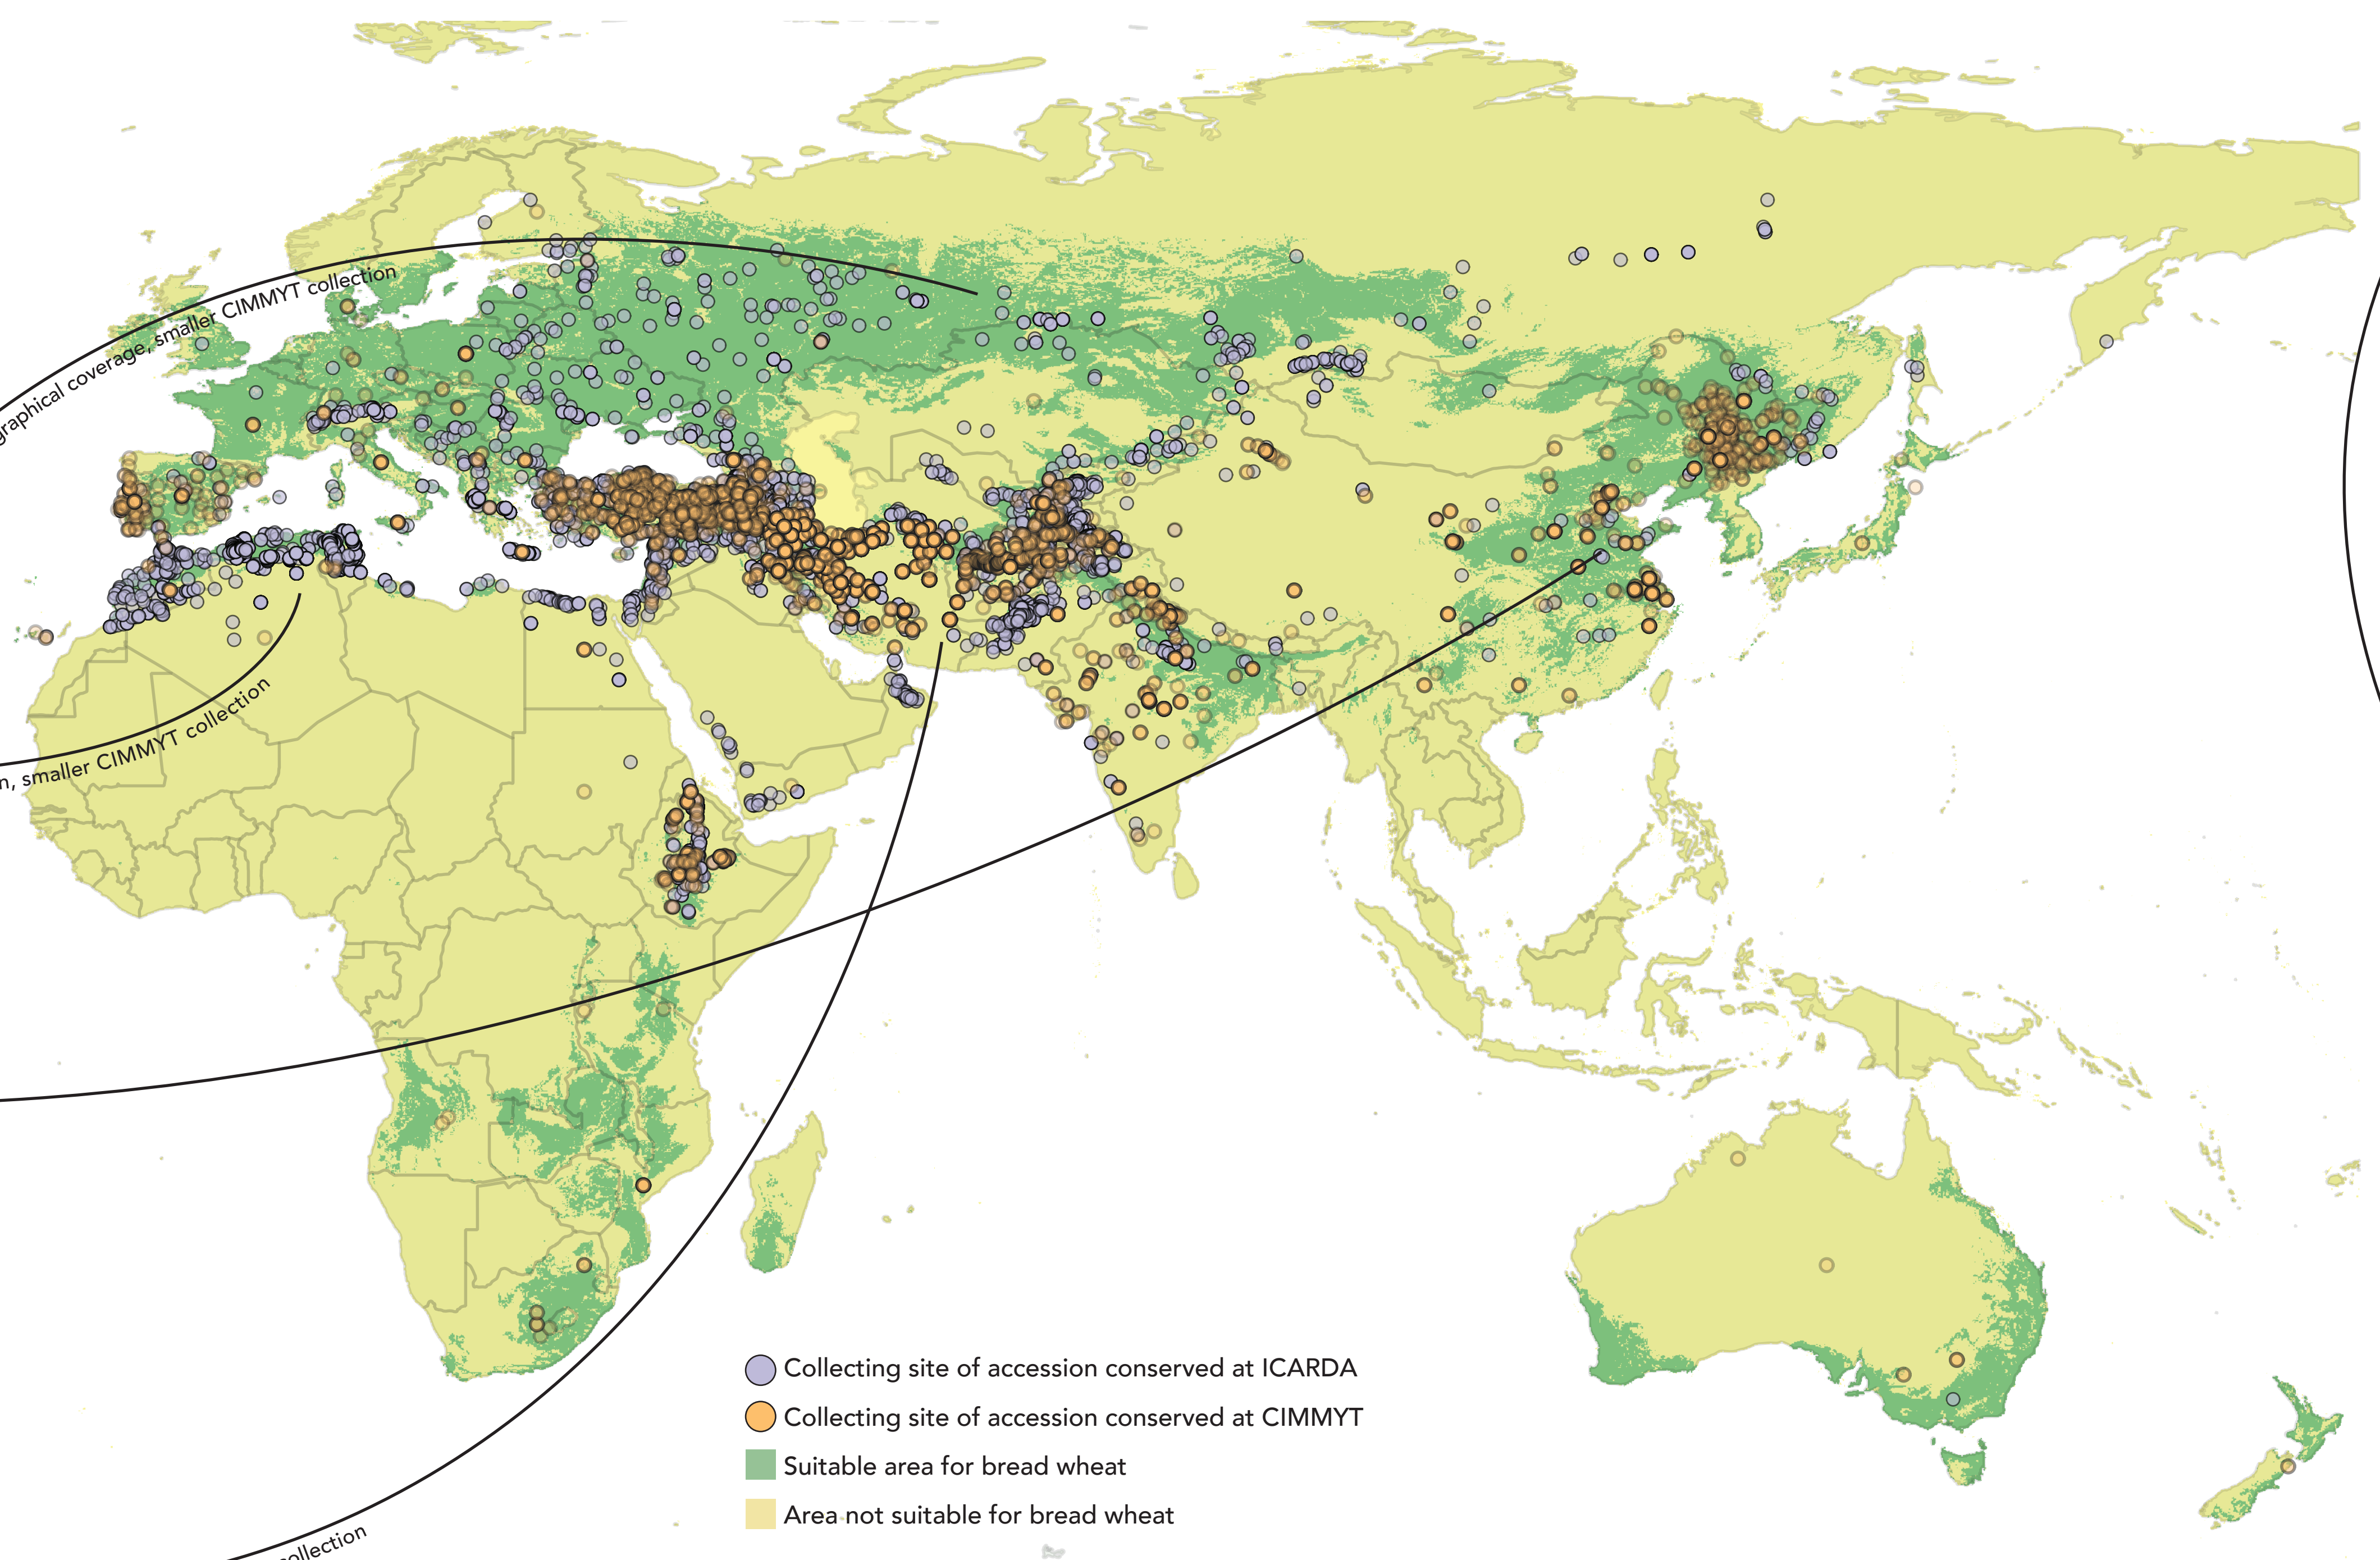 graphical coverage, smaller CIMMYT collection
n, smaller CIMMYT collection
Collecting site of accession conserved at ICARDA
Collecting site of accession conserved at CIMMYT
Suitable area for bread wheat
Area not suitable for bread wheat
ollection